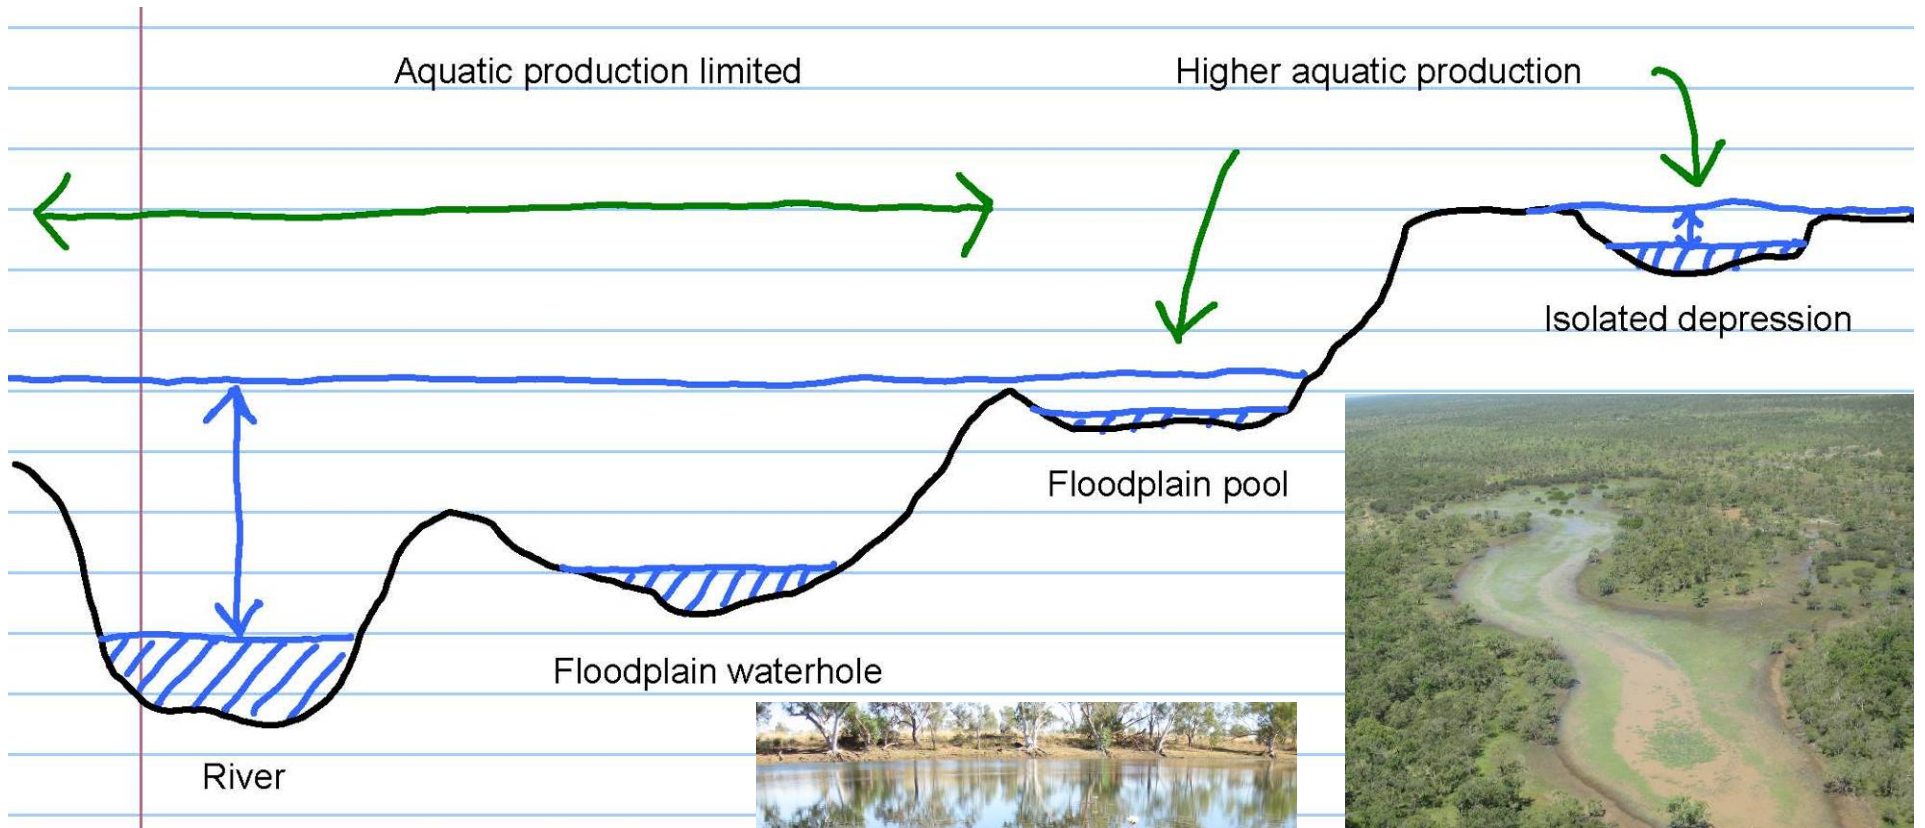 Aquatic production limited
Higher aquatic production
Isolated depression
Floodplain pool
Floodplain waterhole
River